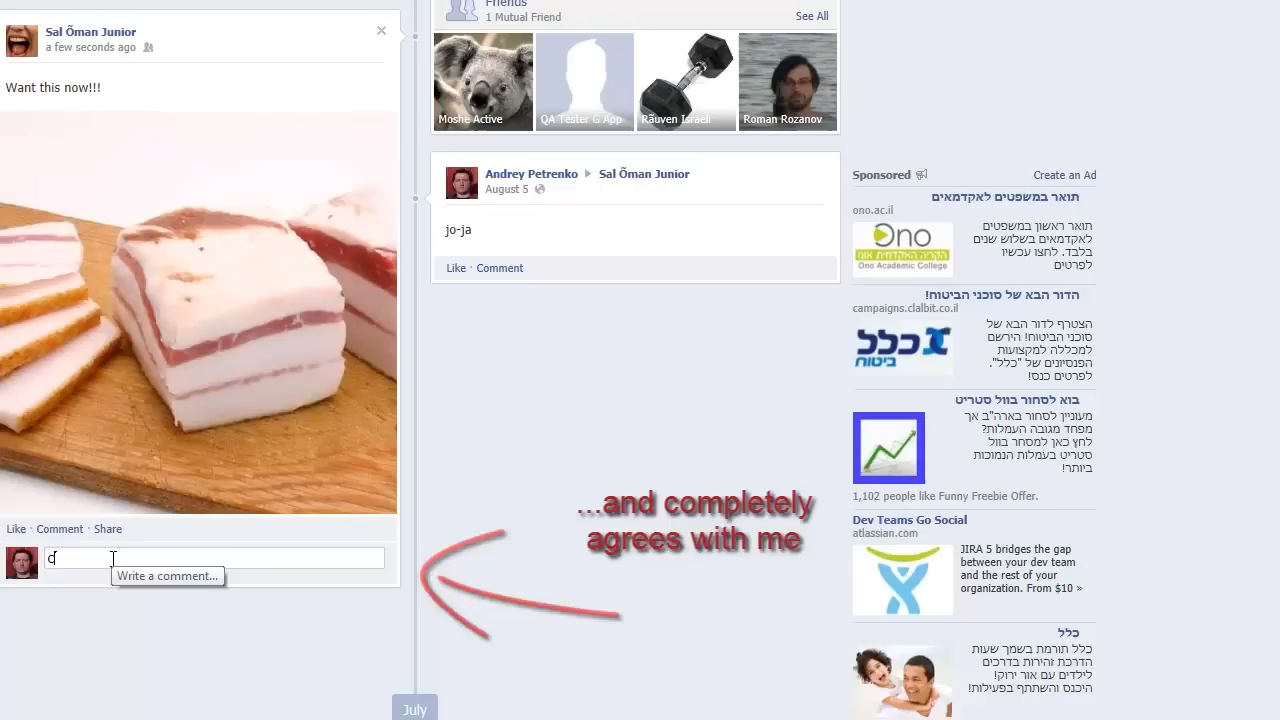 Sal Õman Junior
a few seconds ago
Want this now!!!
Like · Comment · Share
c
Write a comment...
Friends
1 Mutual Friend
See All
Moshe Active
QA Tester G App
Rãuven Israeli
Roman Rozanov
Andrey Petrenko ▶ Sal Õman Junior
August 5
jo-ja
Like · Comment
...and completely
agrees with me
July
Sponsored
Create an Ad
תואר במשפטים לאקדמאים
ono.ac.il
Ono
הקריה האקדמית אונו
Ono Academic College
תואר ראשון במשפטים
לאקדמאים בשלוש שנים
בלבד. לחצו עכשיו
לפרטים
הדור הבא של סוכני הביטוח!
campaigns.clalbit.co.il
כלל
ביטוח
הצטרף לדור הבא של
סוכני הביטוח! הירשם
למכללה למקצועות
הפנסיונים של "כלל".
לפרטים כנס!
בוא לסחור בוול סטריט
מעוניין לסחור בארה"ב אך
מפחד מגובה העמלות?
לחץ כאן למסחר בוול
סטריט בעמלות הנמוכות
ביותר!
1,102 people like Funny Freebie Offer.
Dev Teams Go Social
atlassian.com
JIRA 5 bridges the gap
between your dev team
and the rest of your
organization. From $10 »
כלל
כלל תורמת בשמך שעות
הדרכת זהירות בדרכים
לילדים עם אור ירוק!
היכנס והשתתף בפעילות!